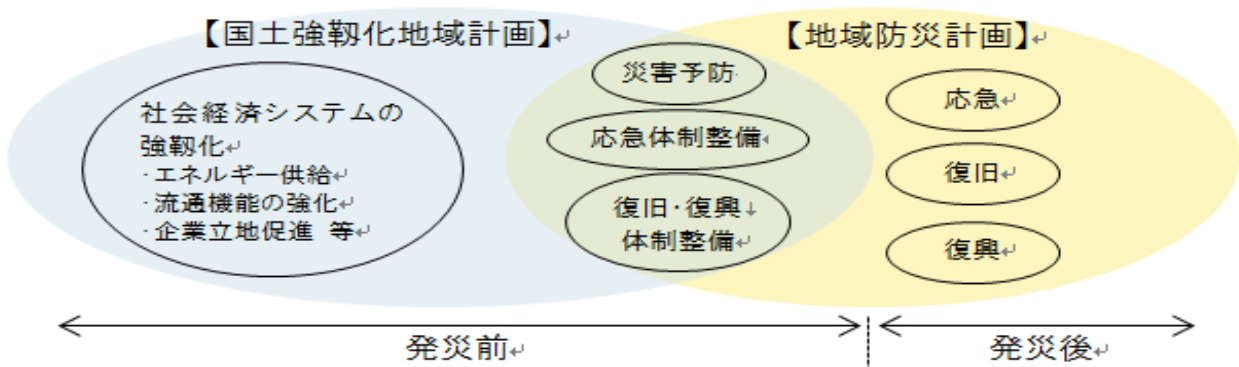 【国土強靱化地域計画】↵
社会経済システムの
強靱化↵
・エネルギー供給↵
・流通機能の強化↵
・企業立地促進 等↵
災害予防
応急体制整備↵
復旧・復興↓
体制整備↵
【地域防災計画】↵
応急↵
復旧↵
復興↵
発災前↵
発災後↵